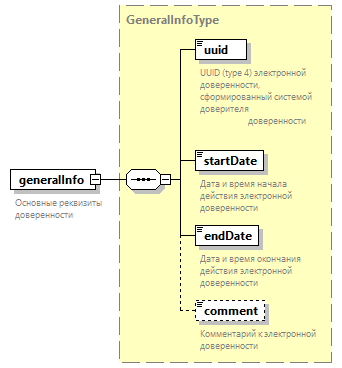 GeneralInfoType
uuid
UUID (type 4) электронной
доверенности,
сформированный системой
доверителя
доверенности
startDate
Дата и время начала
действия электронной
доверенности
generalInfo
Основные реквизиты
доверенности
endDate
Дата и время окончания
действия электронной
доверенности
comment
Комментарий к электронной
доверенности